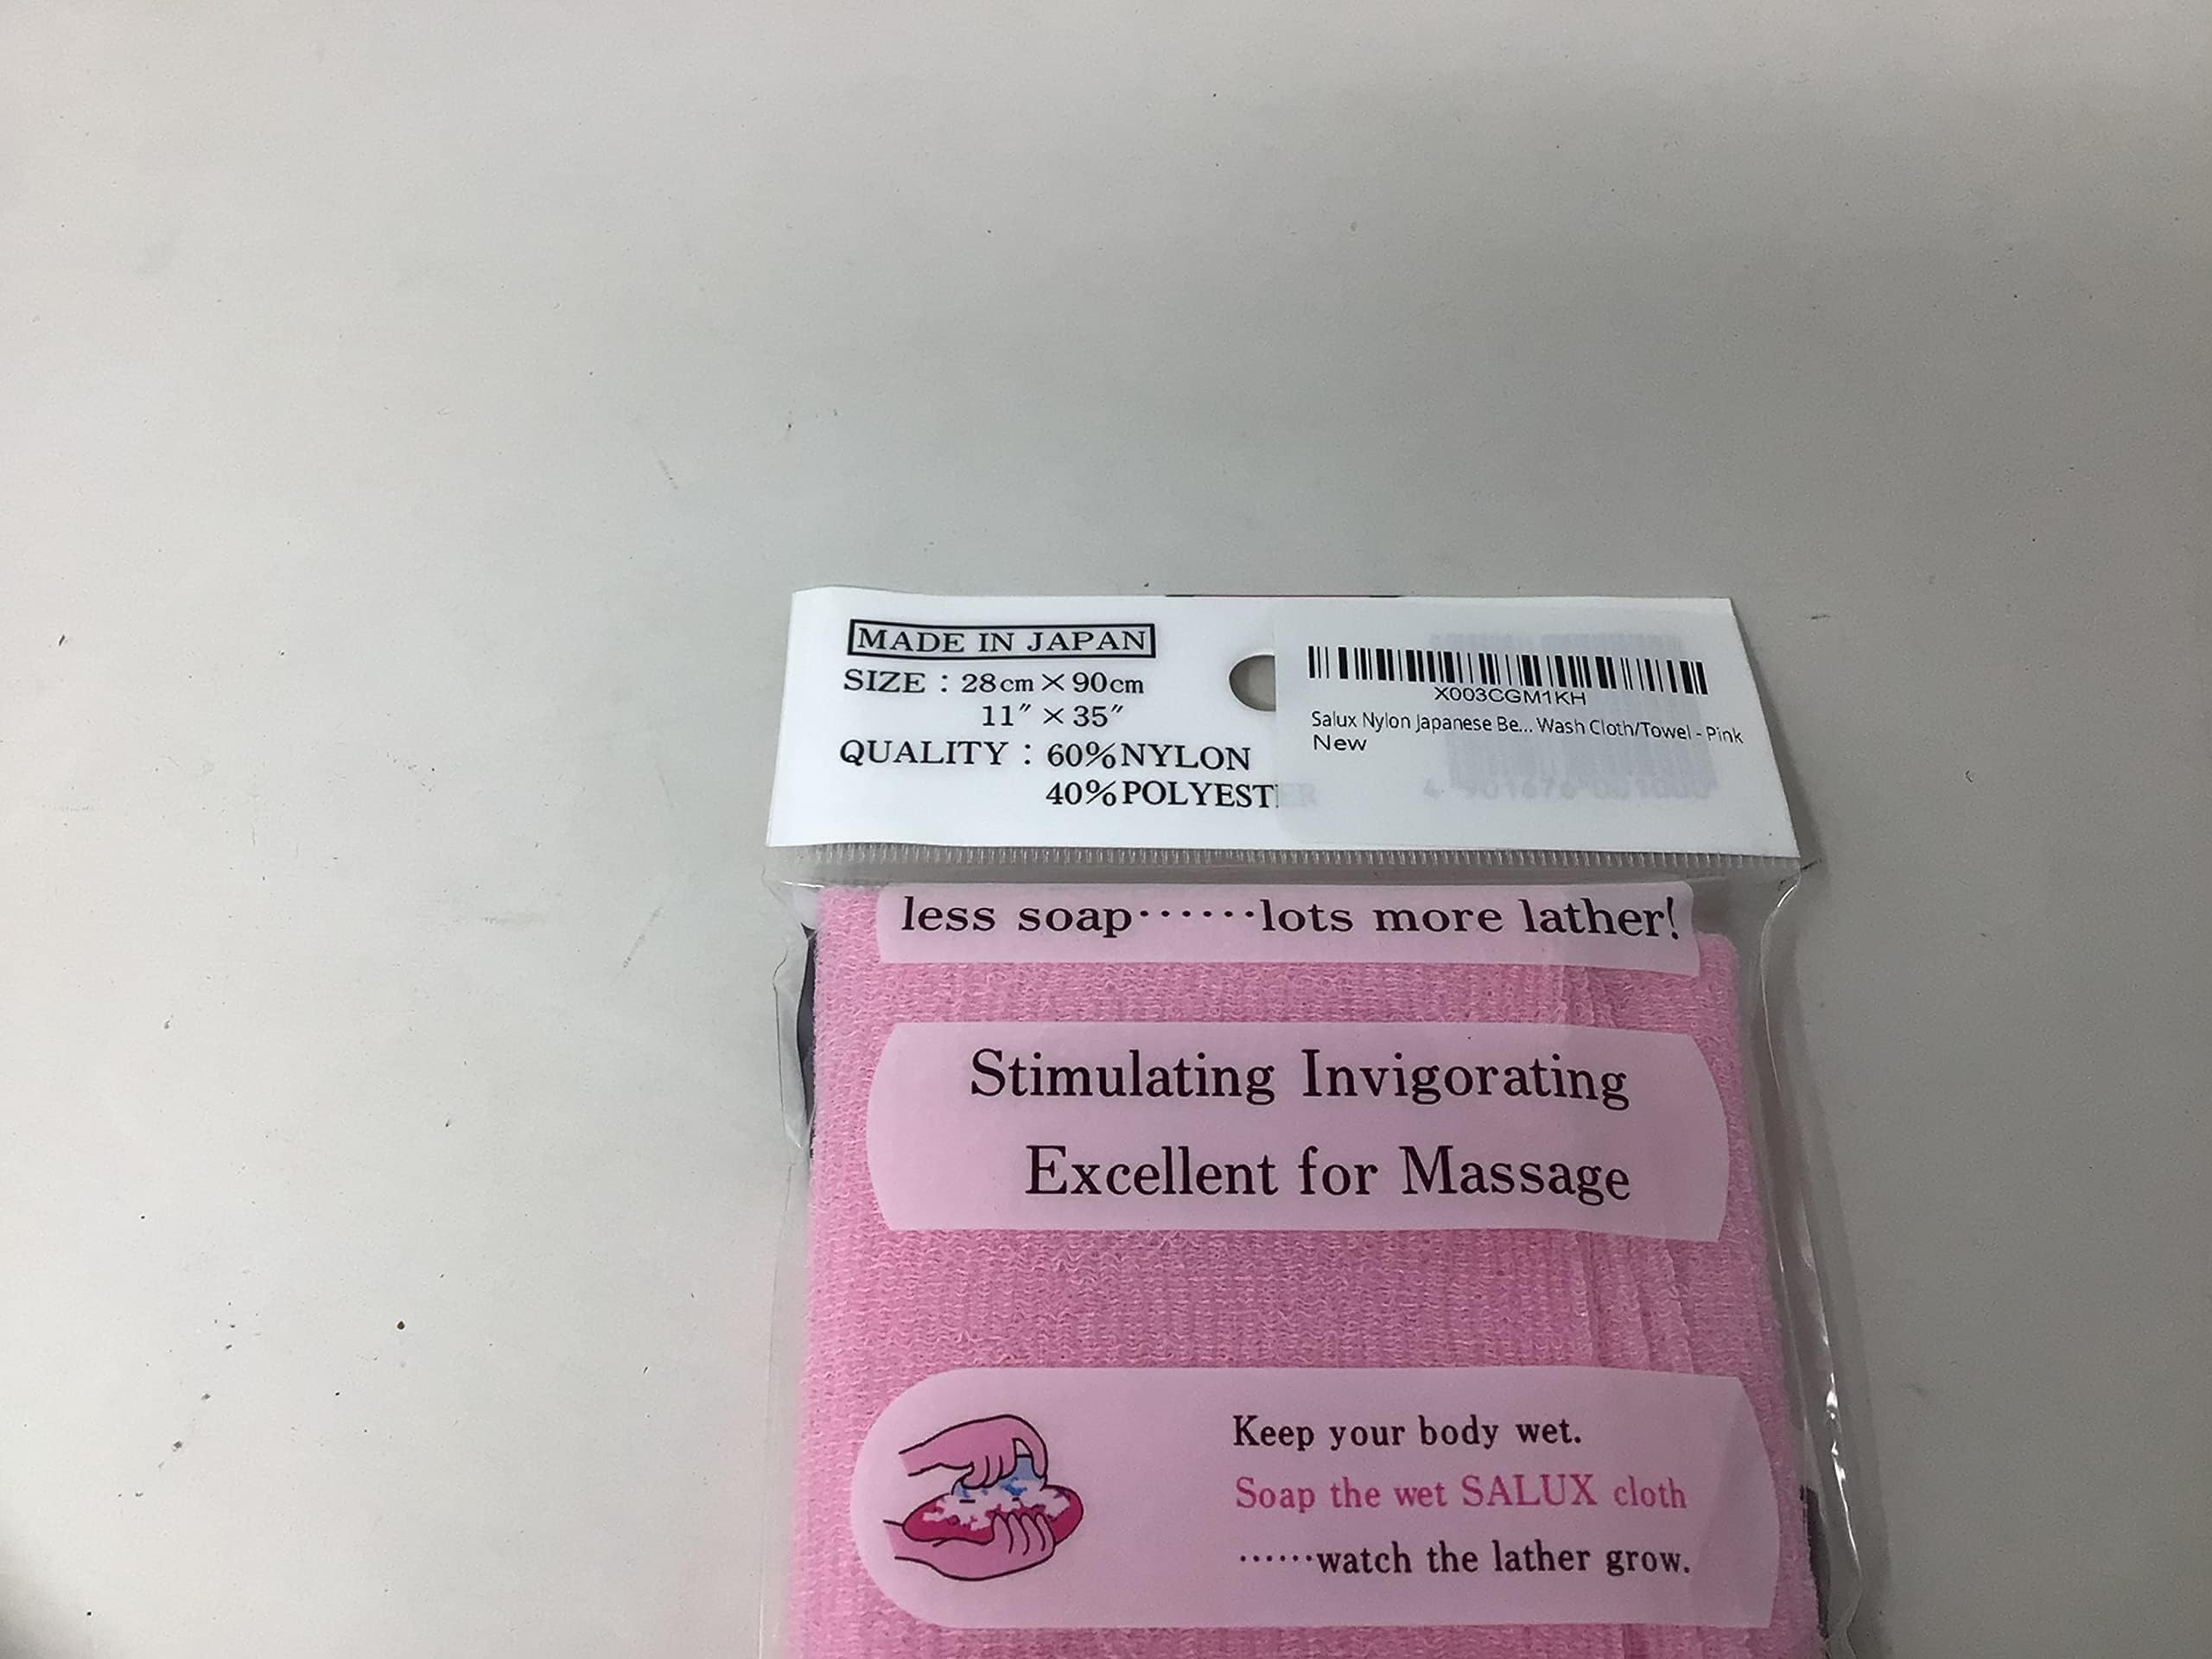 MADE IN JAPAN
SIZE : 28cm × 90cm
11″ × 35″
QUALITY : 60%NYLON
40%POLYESTER
X003CGM1KH
Salux Nylon Japanese Be... Wash Cloth/Towel - Pink
New
less soap······lots more lather!
Stimulating Invigorating
Excellent for Massage
Keep your body wet.
Soap the wet SALUX cloth
······watch the lather grow.